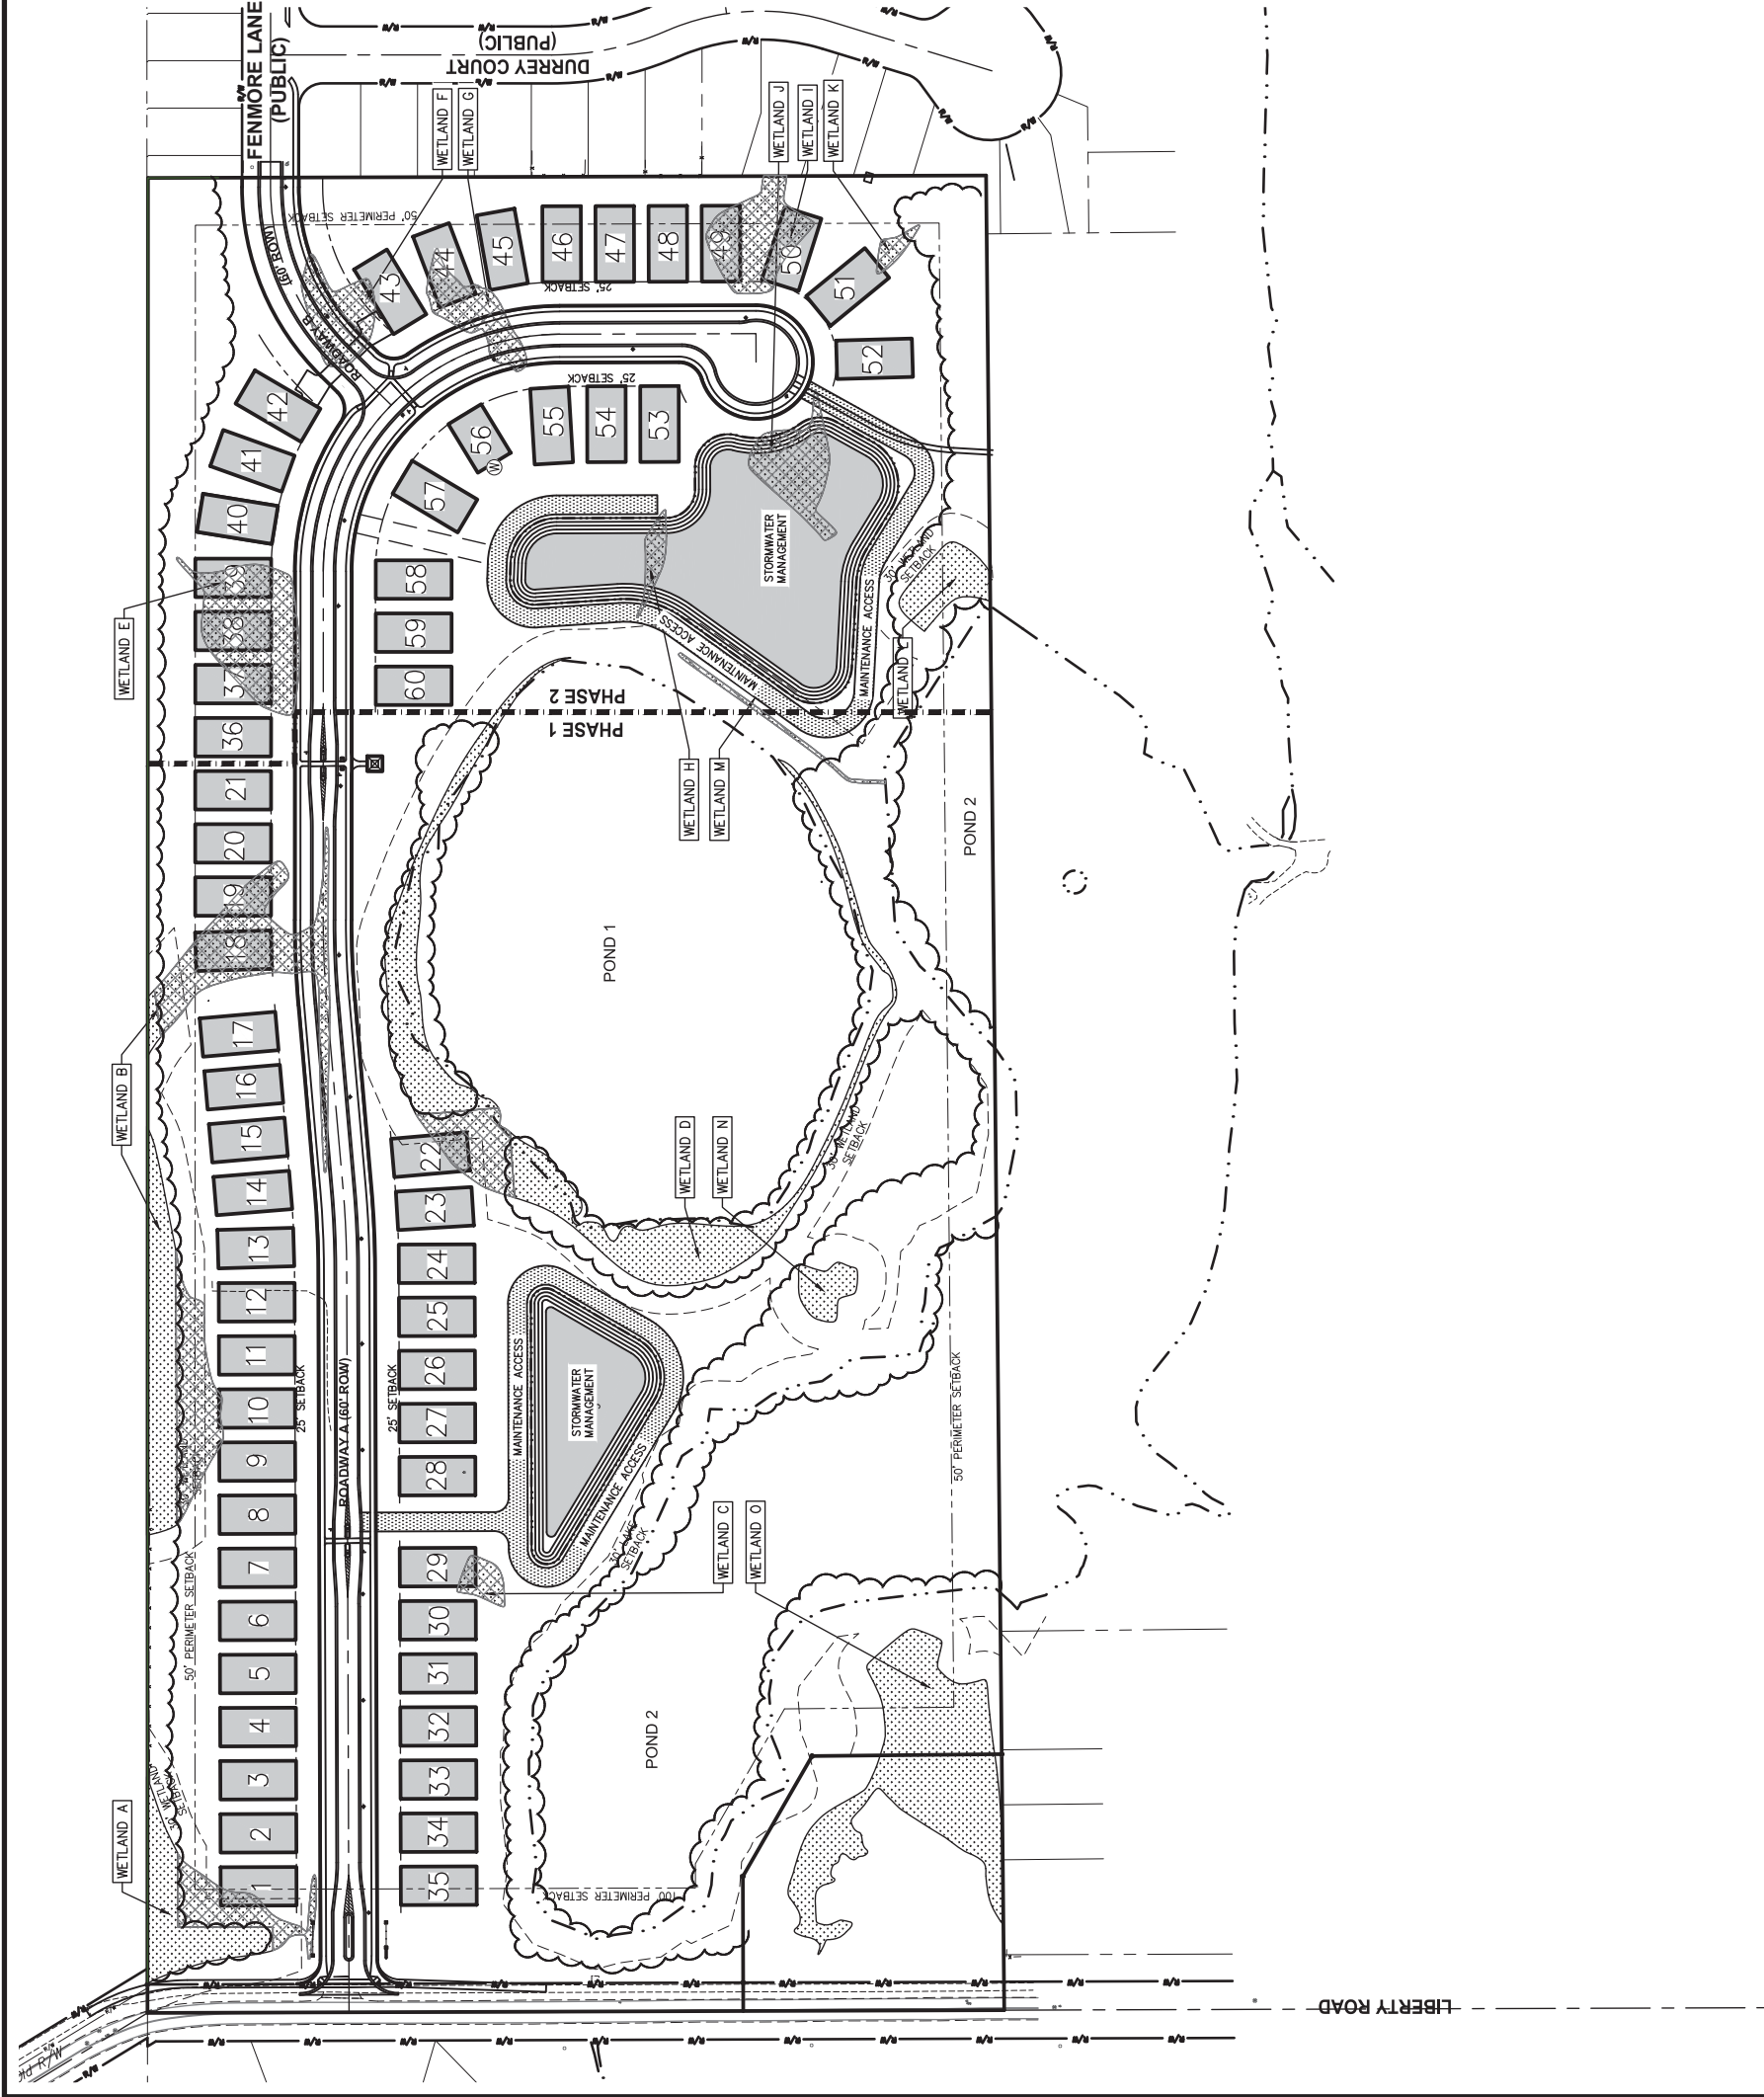 FENMORE LANE
(PUBLIC)
DURREY COURT
(PUBLIC)
WETLAND F
WETLAND G
WETLAND J
WETLAND I
WETLAND K
50' PERIMETER SETBACK
(60' ROW)
ROADWAY B
43
44
45
46
47
48
49
50
51
52
25' SETBACK
25' SETBACK
42
41
40
39
38
37
36
53
54
55
56
W
57
58
59
60
WETLAND E
STORMWATER
MANAGEMENT
MAINTENANCE ACCESS
MAINTENANCE ACCESS
30' WETLAND
SETBACK
WETLAND L
PHASE 2
PHASE 1
WETLAND H
WETLAND M
21
20
19
18
17
16
15
14
13
12
11
10
9
8
7
6
5
4
3
2
1
POND 1
POND 2
WETLAND B
WETLAND D
WETLAND N
30' WETLAND
SETBACK
22
23
24
25
26
27
28
29
30
31
32
33
34
35
25' SETBACK
ROADWAY A (60' ROW)
25' SETBACK
MAINTENANCE ACCESS
STORMWATER
MANAGEMENT
MAINTENANCE ACCESS
50' PERIMETER SETBACK
30' LAKE
SETBACK
WETLAND C
WETLAND O
50' PERIMETER SETBACK
30' WETLAND
SETBACK
POND 2
WETLAND A
100' PERIMETER SETBACK
R/W
LIBERTY ROAD